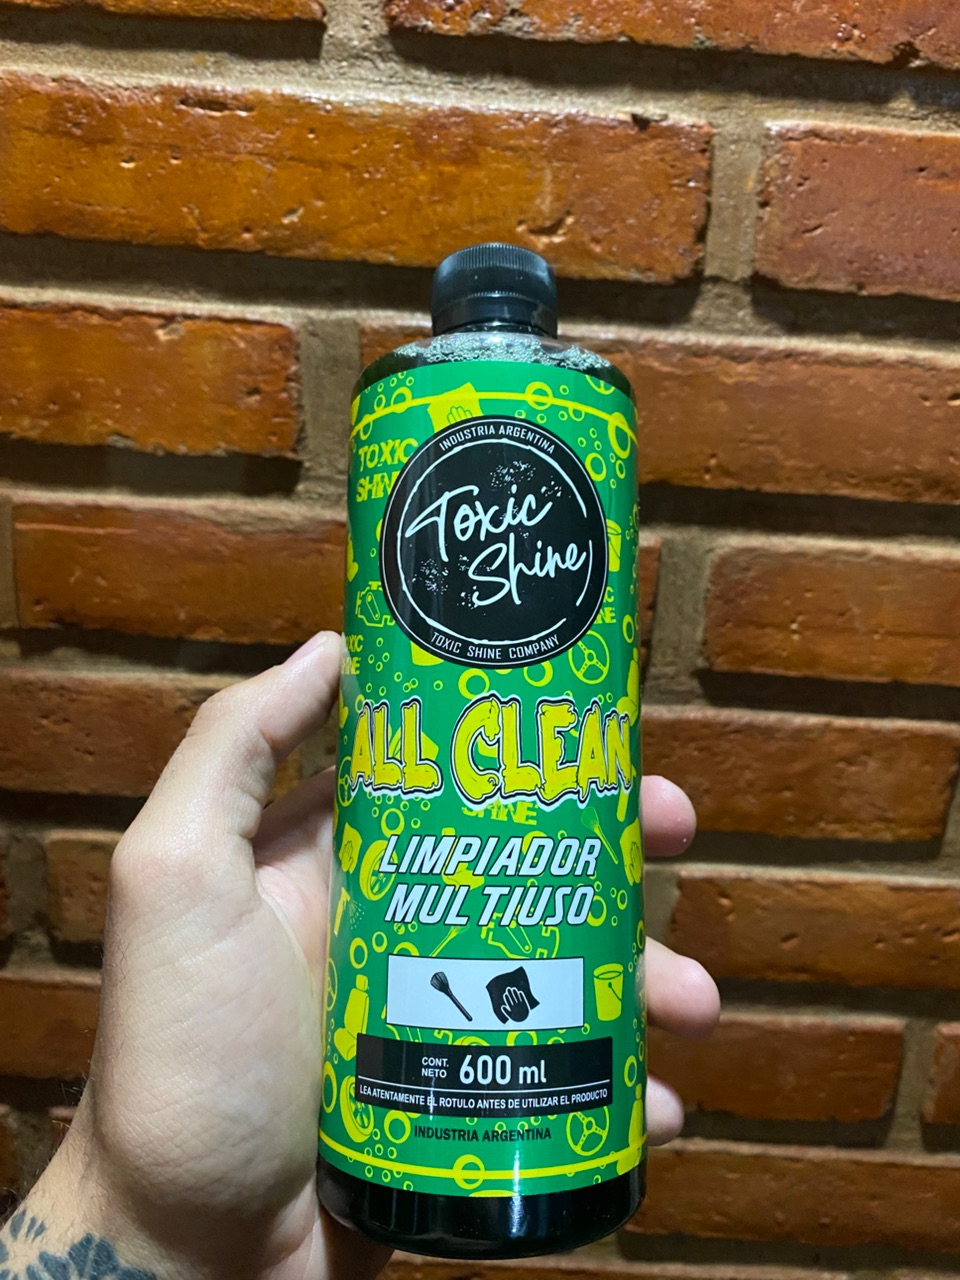 INDUSTRIA ARGENTINA
TOXIC
SHINE
Toxic
Shine
TOXIC SHINE COMPANY
ALL CLEAN
SHINE
LIMPIADOR
MULTIUSO
CONT.
NETO
600 ml
LEA ATENTAMENTE EL ROTULO ANTES DE UTILIZAR EL PRODUCTO
INDUSTRIA ARGENTINA